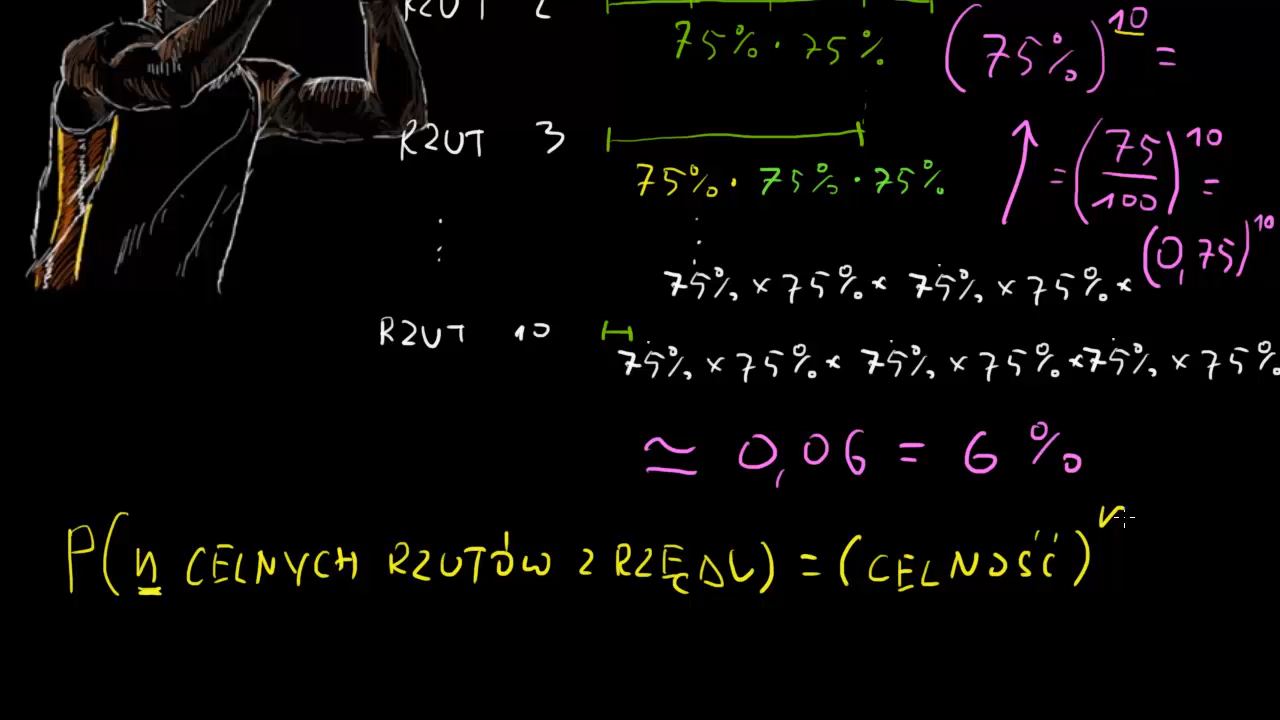 RZUT 2
75% · 75%
(75%)^10 =
RZUT 3
75% · 75% · 75%
= (75/100)^10 =
(0,75)^10
75% × 75% × 75% × 75% ×
RZUT 10
75% × 75% × 75% × 75% × 75% × 75%
≃ 0,06 = 6 %
P(n CELNYCH RZUTÓW Z RZĘDU) = (CELNOŚĆ)^n